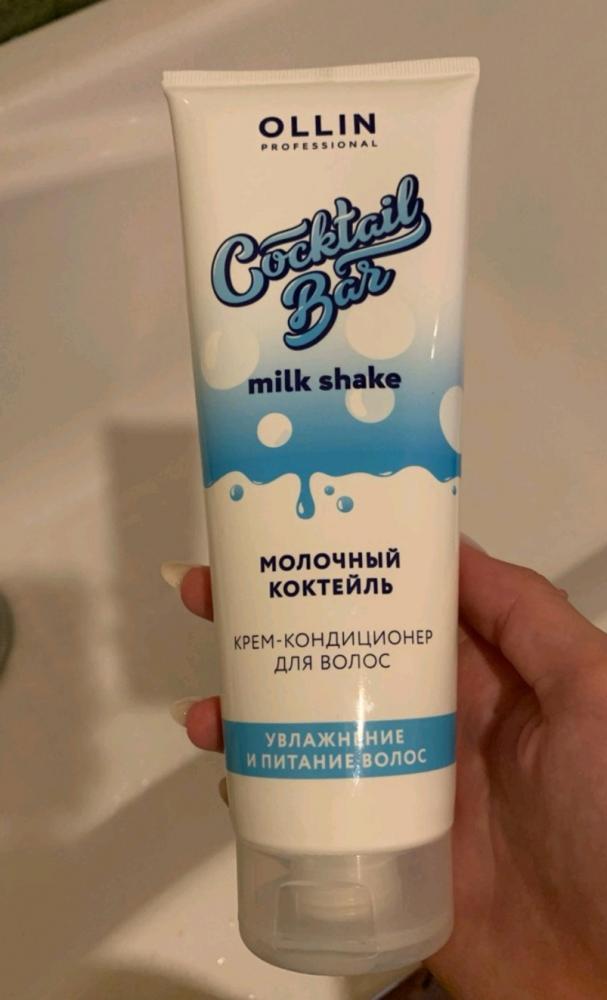 OLLIN
PROFESSIONAL
Cocktail
Bar
milk shake
МОЛОЧНЫЙ
КОКТЕЙЛЬ
КРЕМ-КОНДИЦИОНЕР
ДЛЯ ВОЛОС
УВЛАЖНЕНИЕ
И ПИТАНИЕ ВОЛОС